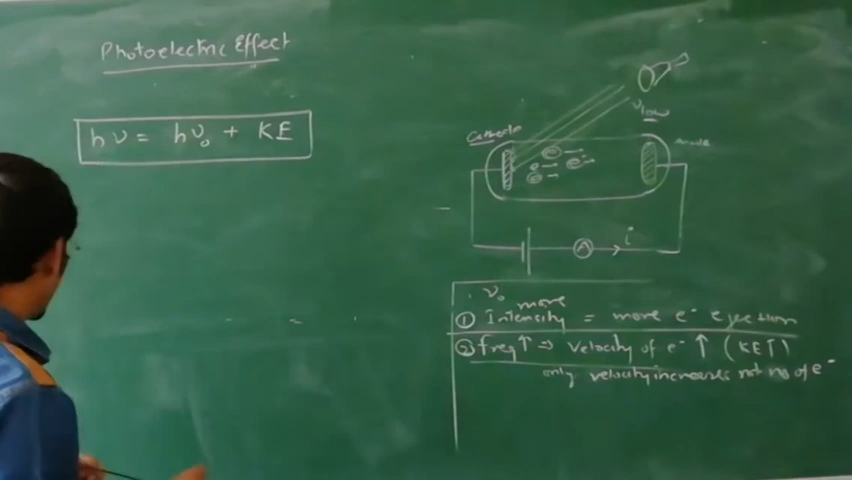 Photoelectric Effect
hν = hν₀ + KE
νlow
Cathode
Anode
e
e
e
e
A
i
ν₀
more
① Intensity = more e⁻ ejection
② freq↑ ⇒ velocity of e⁻ ↑ (KE↑)
only velocity increases not no of e⁻